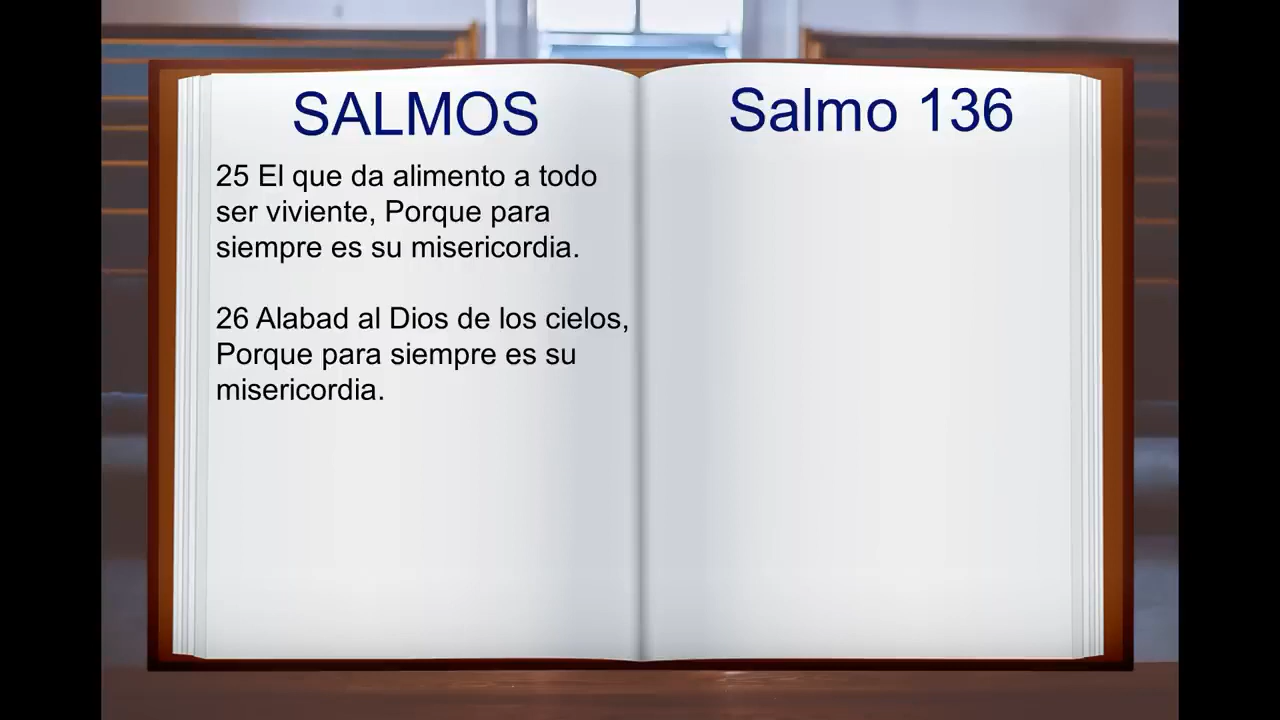 SALMOS
25 El que da alimento a todo
ser viviente, Porque para
siempre es su misericordia.
26 Alabad al Dios de los cielos,
Porque para siempre es su
misericordia.
Salmo 136